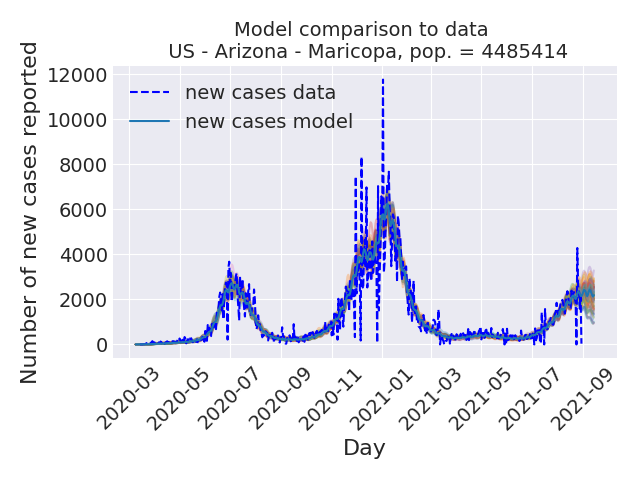 Model comparison to data
US - Arizona - Maricopa, pop. = 4485414
Number of new cases reported
12000
10000
8000
6000
4000
2000
0
new cases data
new cases model
2020-03
2020-05
2020-07
2020-09
2020-11
2021-01
2021-03
2021-05
2021-07
2021-09
Day